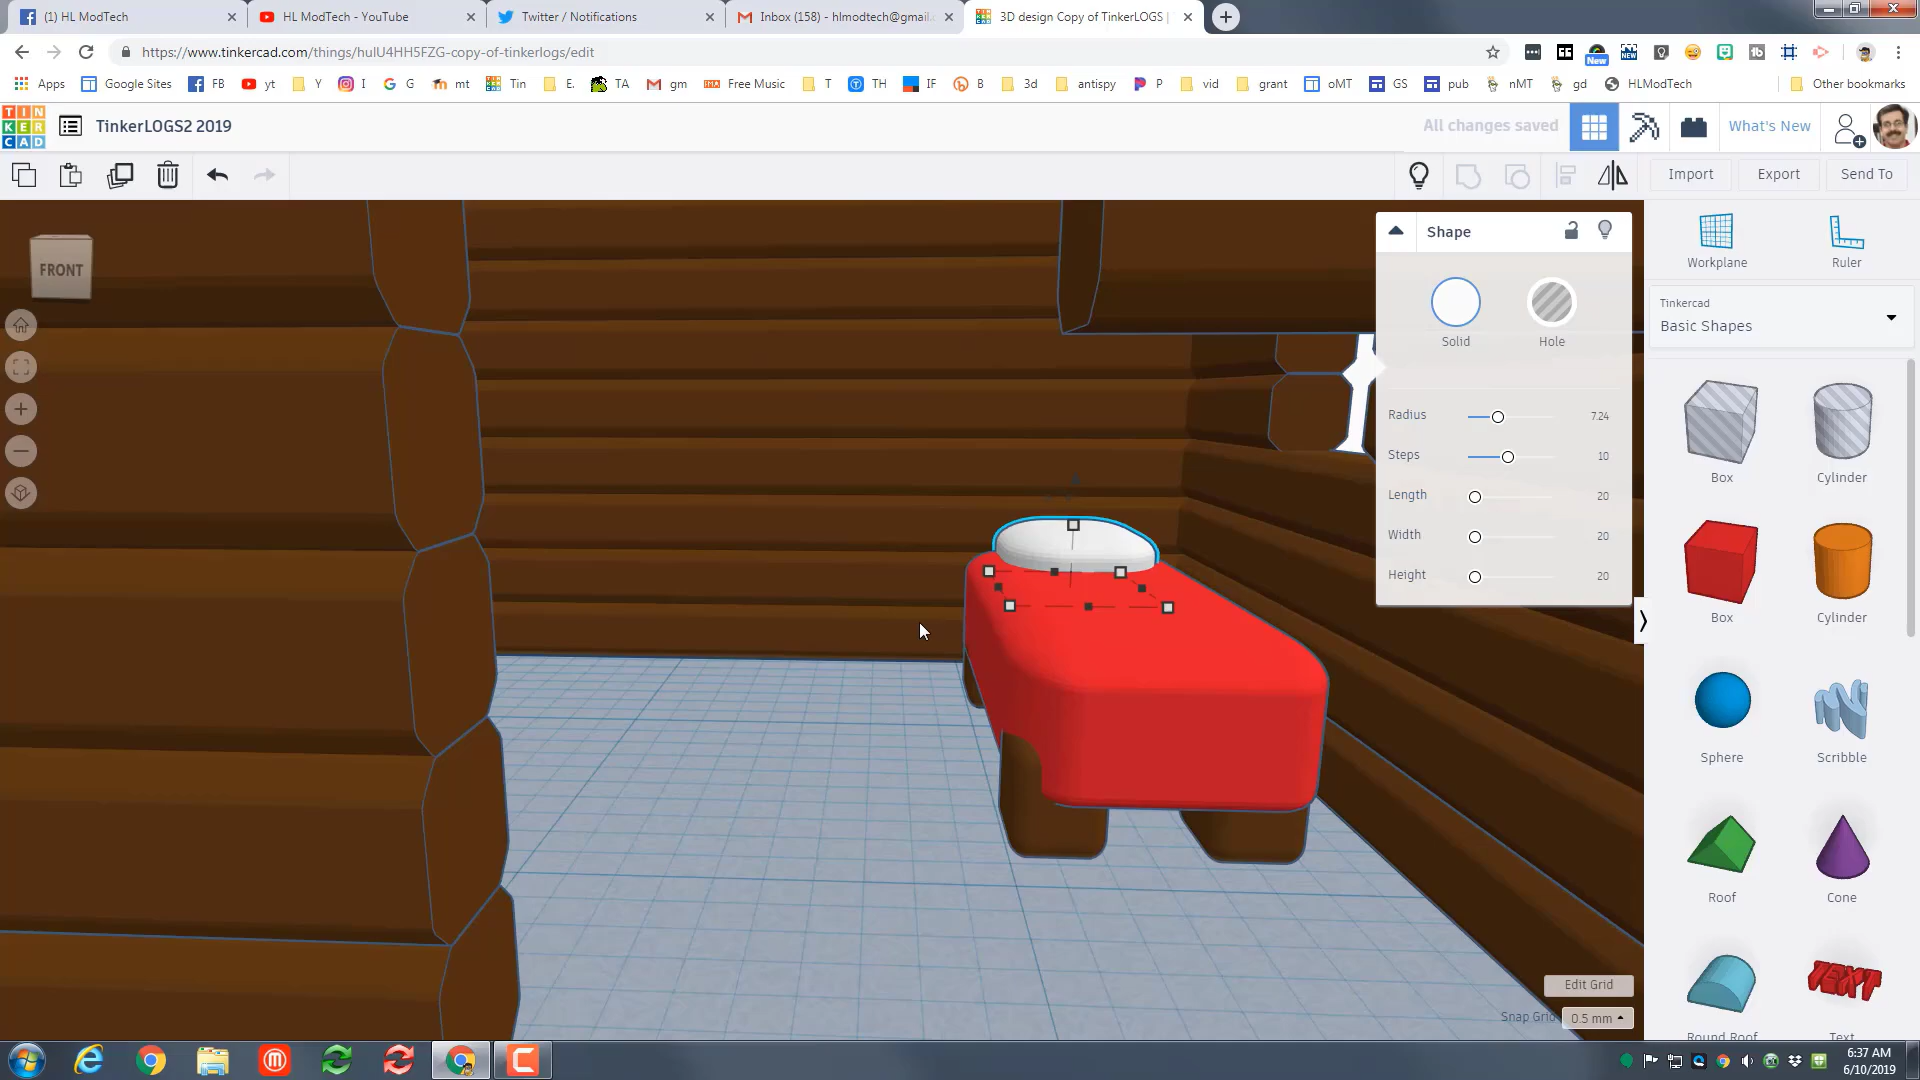 (1) HL ModTech
HL ModTech - YouTube
Twitter / Notifications
Inbox (158) - hlmodtech@gmail.c
3D design Copy of TinkerLOGS |
https://www.tinkercad.com/things/hulU4HH5FZG-copy-of-tinkerlogs/edit
New
Apps Google Sites FB yt Y I G mt Tin E. TA gm Free Music T TH IF B 3d antispy P vid grant oMT GS pub nMT gd HLModTech Other bookmarks
TIN
KER
CAD
TinkerLOGS2 2019
All changes saved
What's New
Import
Export
Send To
FRONT
Shape
Solid
Hole
Radius 7.24
Steps 10
Length 20
Width 20
Height 20
Workplane
Ruler
Tinkercad
Basic Shapes
Box
Cylinder
Box
Cylinder
Sphere
Scribble
Roof
Cone
TEXT
Round Roof
Text
Edit Grid
Snap Grid 0.5 mm
6:37 AM
6/10/2019